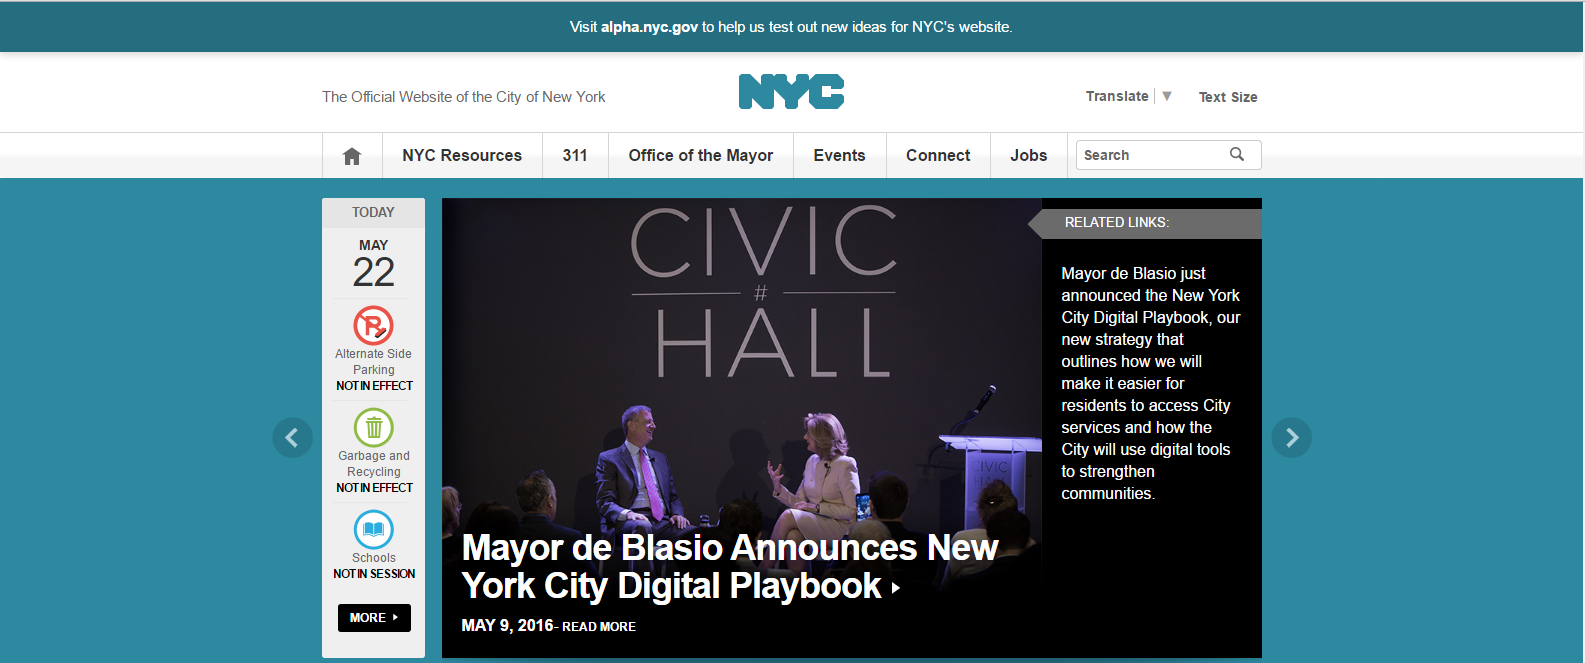 Visit alpha.nyc.gov to help us test out new ideas for NYC's website.
The Official Website of the City of New York
NYC
Translate
Text Size
NYC Resources
311
Office of the Mayor
Events
Connect
Jobs
Search
TODAY
MAY
22
Alternate Side
Parking
NOT IN EFFECT
Garbage and
Recycling
NOT IN EFFECT
Schools
NOT IN SESSION
MORE
CIVIC
#
HALL
CIVIC
HALL
Mayor de Blasio Announces New
York City Digital Playbook
MAY 9, 2016- READ MORE
RELATED LINKS:
Mayor de Blasio just
announced the New York
City Digital Playbook, our
new strategy that
outlines how we will
make it easier for
residents to access City
services and how the
City will use digital tools
to strengthen
communities.